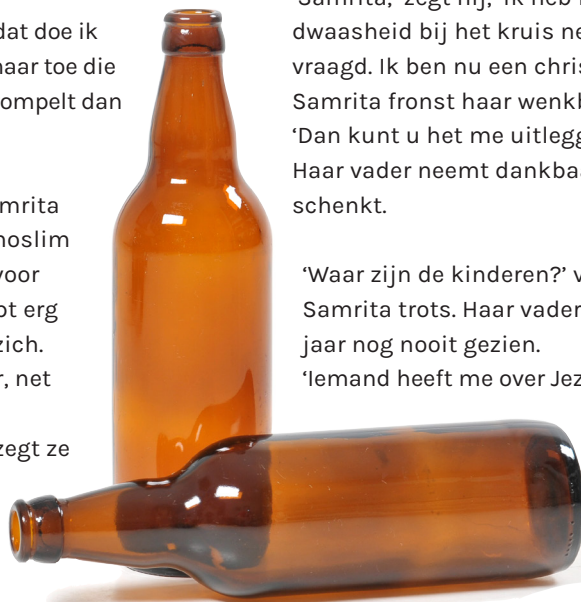 dat doe ik
naar toe die
ompelt dan
mrita
moslim
voor
erg
zich.
r, net
zegt ze
‘Samrita,’ zegt hij, ‘Ik heb
dwaasheid bij het kruis ne
vraagd. Ik ben nu een chris
Samrita fronst haar wenkb
‘Dan kunt u het me uitlegg
Haar vader neemt dankbaa
schenkt.
‘Waar zijn de kinderen?’ v
Samrita trots. Haar vader
jaar nog nooit gezien.
‘Iemand heeft me over Jez